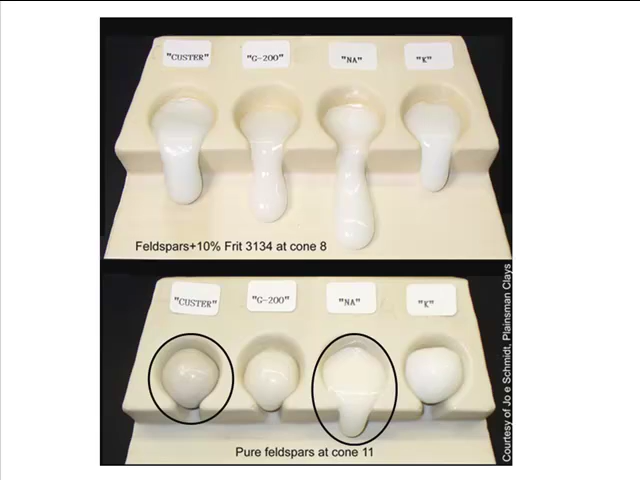 "CUSTER" "G-200" "NA" "K"
Feldspars+10% Frit 3134 at cone 8
"CUSTER" "G-200" "NA" "K"
Pure feldspars at cone 11
Courtesy of Jo e Schmidt, Plainsman Clays